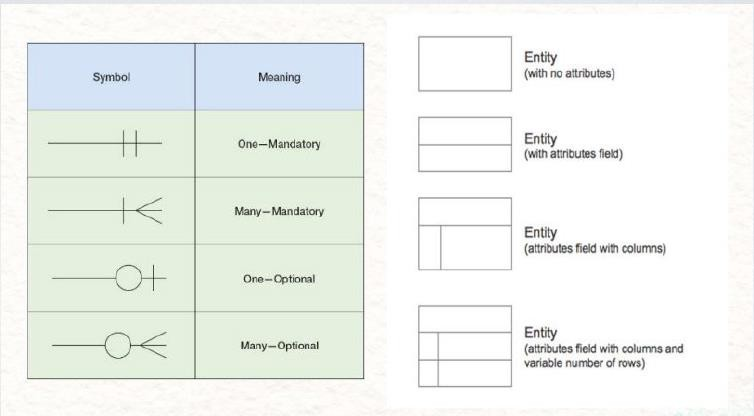 Symbol
Meaning
One—Mandatory
Many—Mandatory
One—Optional
Many—Optional
Entity
(with no attributes)
Entity
(with attributes field)
Entity
(attributes field with columns)
Entity
(attributes field with columns and
variable number of rows)